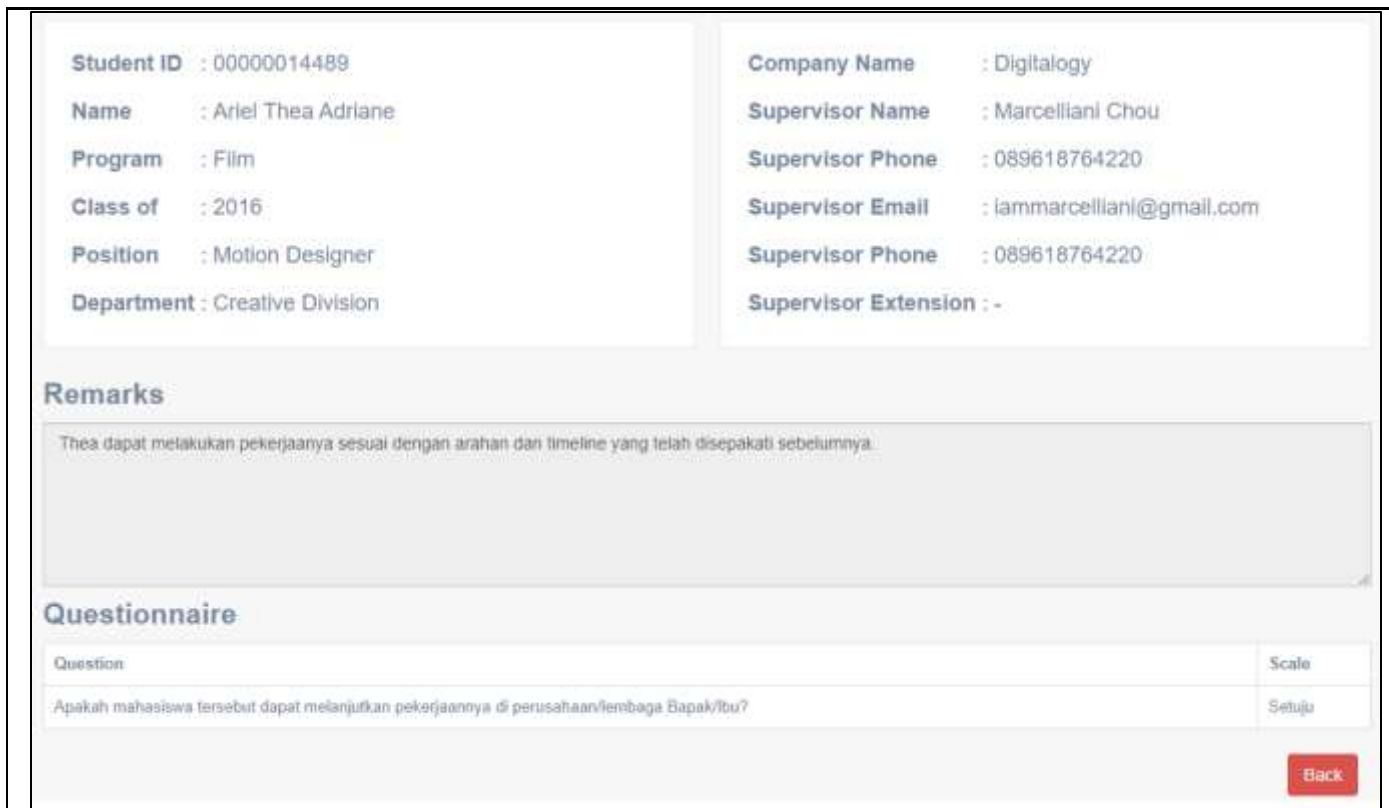 Student ID : 00000014489
Name : Ariel Thea Adriane
Program : Film
Class of : 2016
Position : Motion Designer
Department : Creative Division
Company Name : Digitalogy
Supervisor Name : Marcelliani Chou
Supervisor Phone : 089618764220
Supervisor Email : iammarcelliani@gmail.com
Supervisor Phone : 089618764220
Supervisor Extension : -
Remarks
Thea dapat melakukan pekerjaanya sesuai dengan arahan dan timeline yang telah disepakati sebelumnya.
Questionnaire
Question Scale
Apakah mahasiswa tersebut dapat melanjutkan pekerjaannya di perusahaan/lembaga Bapak/Ibu? Setuju
Back